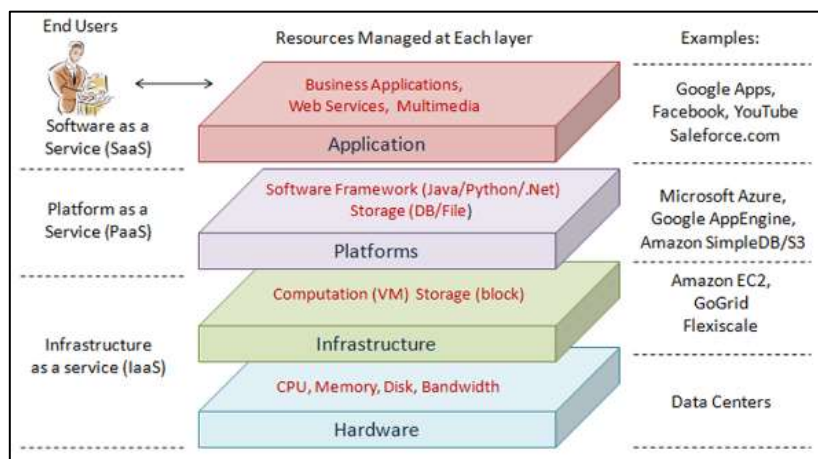 End Users
Resources Managed at Each layer
Examples:
Business Applications,
Web Services, Multimedia
Application
Software as a
Service (SaaS)
Google Apps,
Facebook, YouTube
Saleforce.com
Software Framework (Java/Python/.Net)
Storage (DB/File)
Platforms
Platform as a
Service (PaaS)
Microsoft Azure,
Google AppEngine,
Amazon SimpleDB/S3
Computation (VM) Storage (block)
Infrastructure
Amazon EC2,
GoGrid
Flexiscale
Infrastructure
as a service (IaaS)
CPU, Memory, Disk, Bandwidth
Hardware
Data Centers